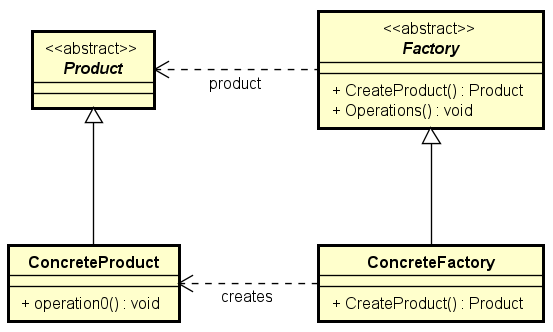 <<abstract>>
Product
<<abstract>>
Factory
+ CreateProduct() : Product
+ Operations() : void
product
ConcreteProduct
+ operation0() : void
creates
ConcreteFactory
+ CreateProduct() : Product